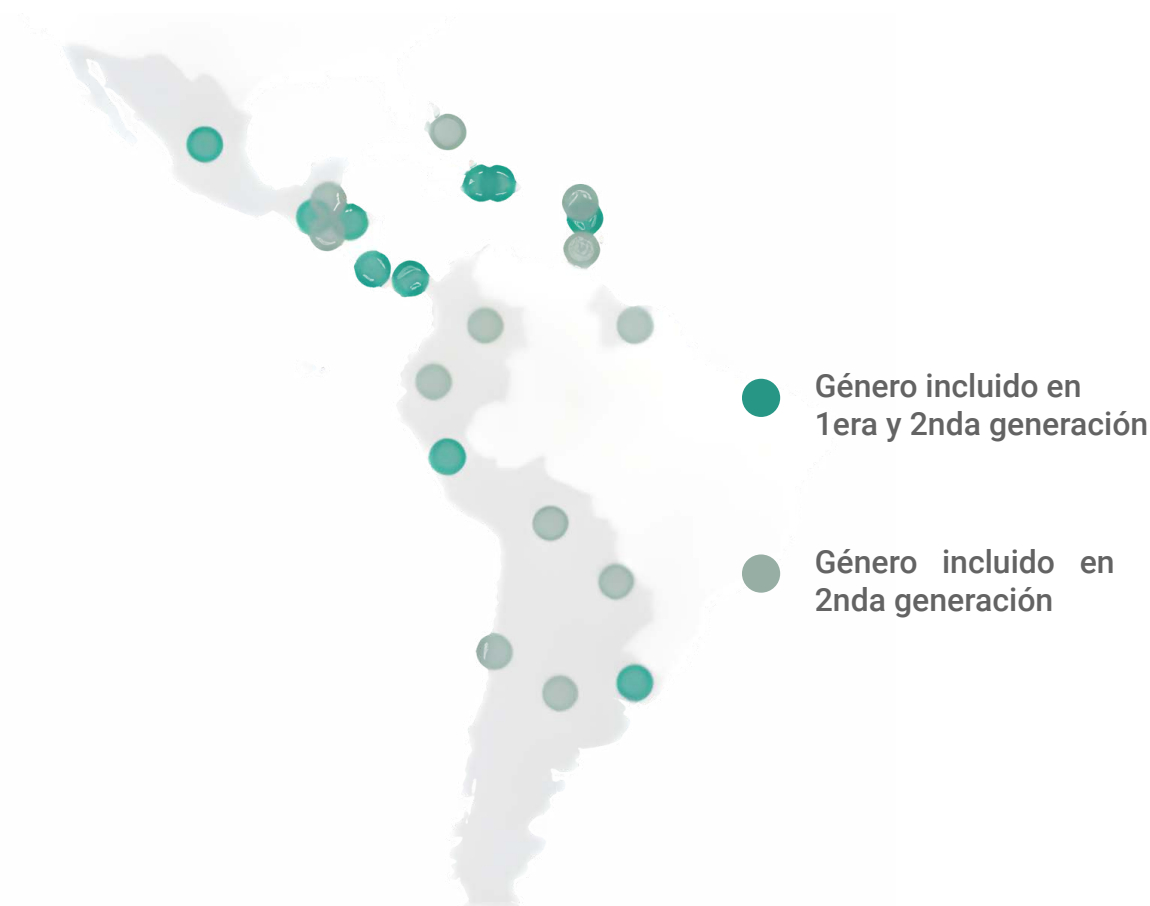 Género incluido en
1era y 2nda generación
Género incluido en
2nda generación